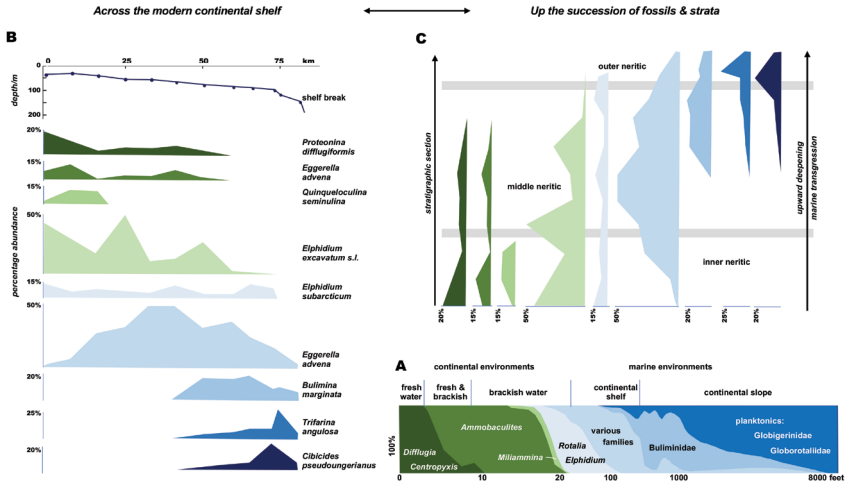 Across the modern continental shelf
Up the succession of fossils & strata
B
0 25 50 75 km
depth/m
0
100
200
shelf break
percentage abundance
20%
Proteonina
difflugiformis
15%
Eggerella
advena
15%
Quinqueloculina
seminulina
50%
Elphidium
excavatum s.l.
15%
Elphidium
subarcticum
50%
Eggerella
advena
20%
Bulimina
marginata
25%
Trifarina
angulosa
20%
Cibicides
pseudoungerianus
C
stratigraphic section
outer neritic
middle neritic
inner neritic
upward deepening
marine transgression
20% 15% 15% 50% 15% 50% 20% 25% 20%
A
continental environments
marine environments
fresh
water
fresh &
brackish
brackish water
continental
shelf
continental slope
100%
Difflugia
Centropyxis
Ammobaculites
Miliammina
Rotalia
Elphidium
various
families
Buliminidae
planktonics:
Globigerinidae
Globorotaliidae
0 10 20 100 1000 8000 feet